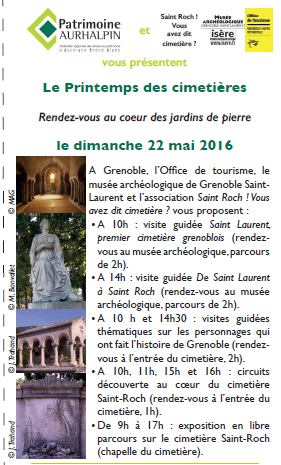 Patrimoine
AURHALPIN
et
Saint Roch !
Vous
avez dit
cimetière ?
MUSÉE
ARCHÉOLOGIQUE
GRENOBLE SAINT-LAURENT
isère
vous présentent
Le Printemps des cimetières
Rendez-vous au coeur des jardins de pierre
le dimanche 22 mai 2016
© MAG
© M. Benoulet
© J. Trahand
© J. Trahand
A Grenoble, l'Office de tourisme, le
musée archéologique de Grenoble Saint-
Laurent et l'association Saint Roch ! Vous
avez dit cimetière ? vous proposent :
•A 10h : visite guidée Saint Laurent,
premier cimetière grenoblois (rendez-
vous au musée archéologique, parcours
de 2h).
•A 14h : visite guidée De Saint Laurent
à Saint Roch (rendez-vous au musée
archéologique, parcours de 2h).
•A 10 h et 14h30 : visites guidées
thématiques sur les personnages qui
ont fait l'histoire de Grenoble (rendez-
vous à l'entrée du cimetière, 2h).
•A 10h, 11h, 15h et 16h : circuits
découverte au cœur du cimetière
Saint-Roch (rendez-vous à l'entrée du
cimetière, 1h).
•De 9h à 17h : exposition en libre
parcours sur le cimetière Saint-Roch
(chapelle du cimetière).